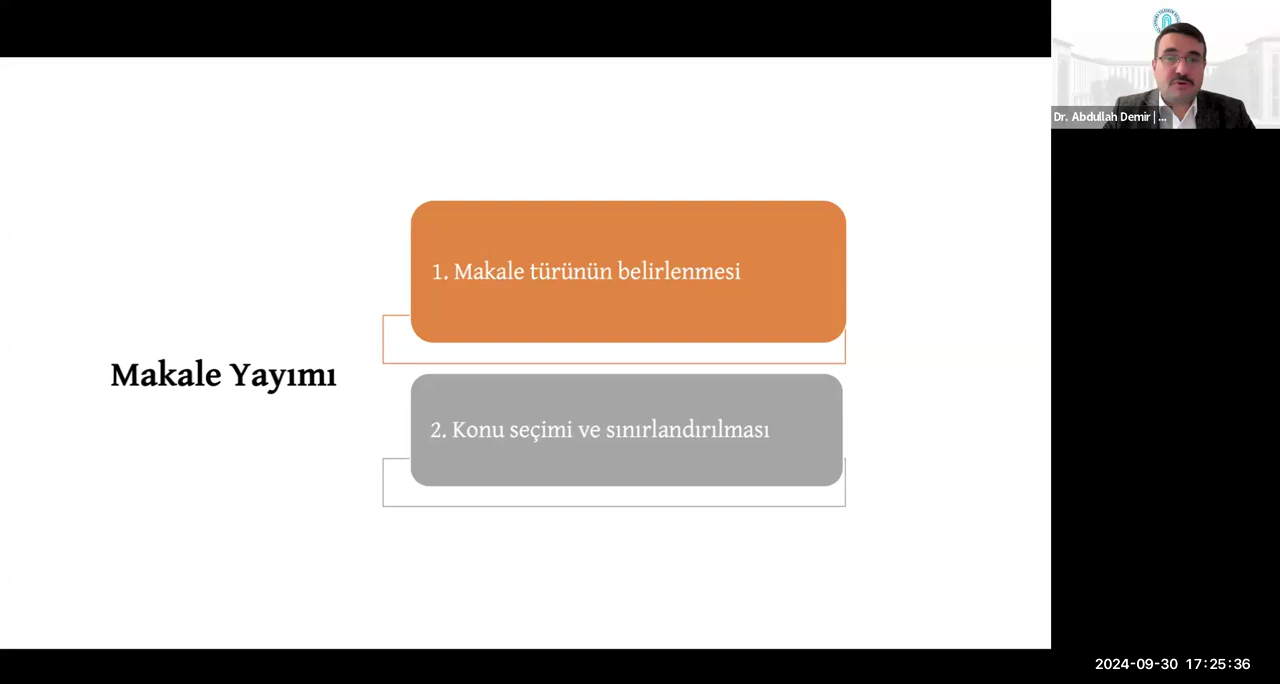 Makale Yayımı
1. Makale türünün belirlenmesi
2. Konu seçimi ve sınırlandırılması
Dr. Abdullah Demir | ...
2024-09-30 17:25:36